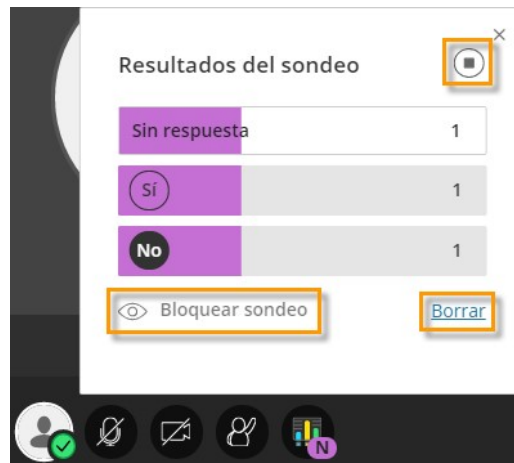 Resultados del sondeo
Sin respuesta 1
Sí 1
No 1
Bloquear sondeo Borrar
N